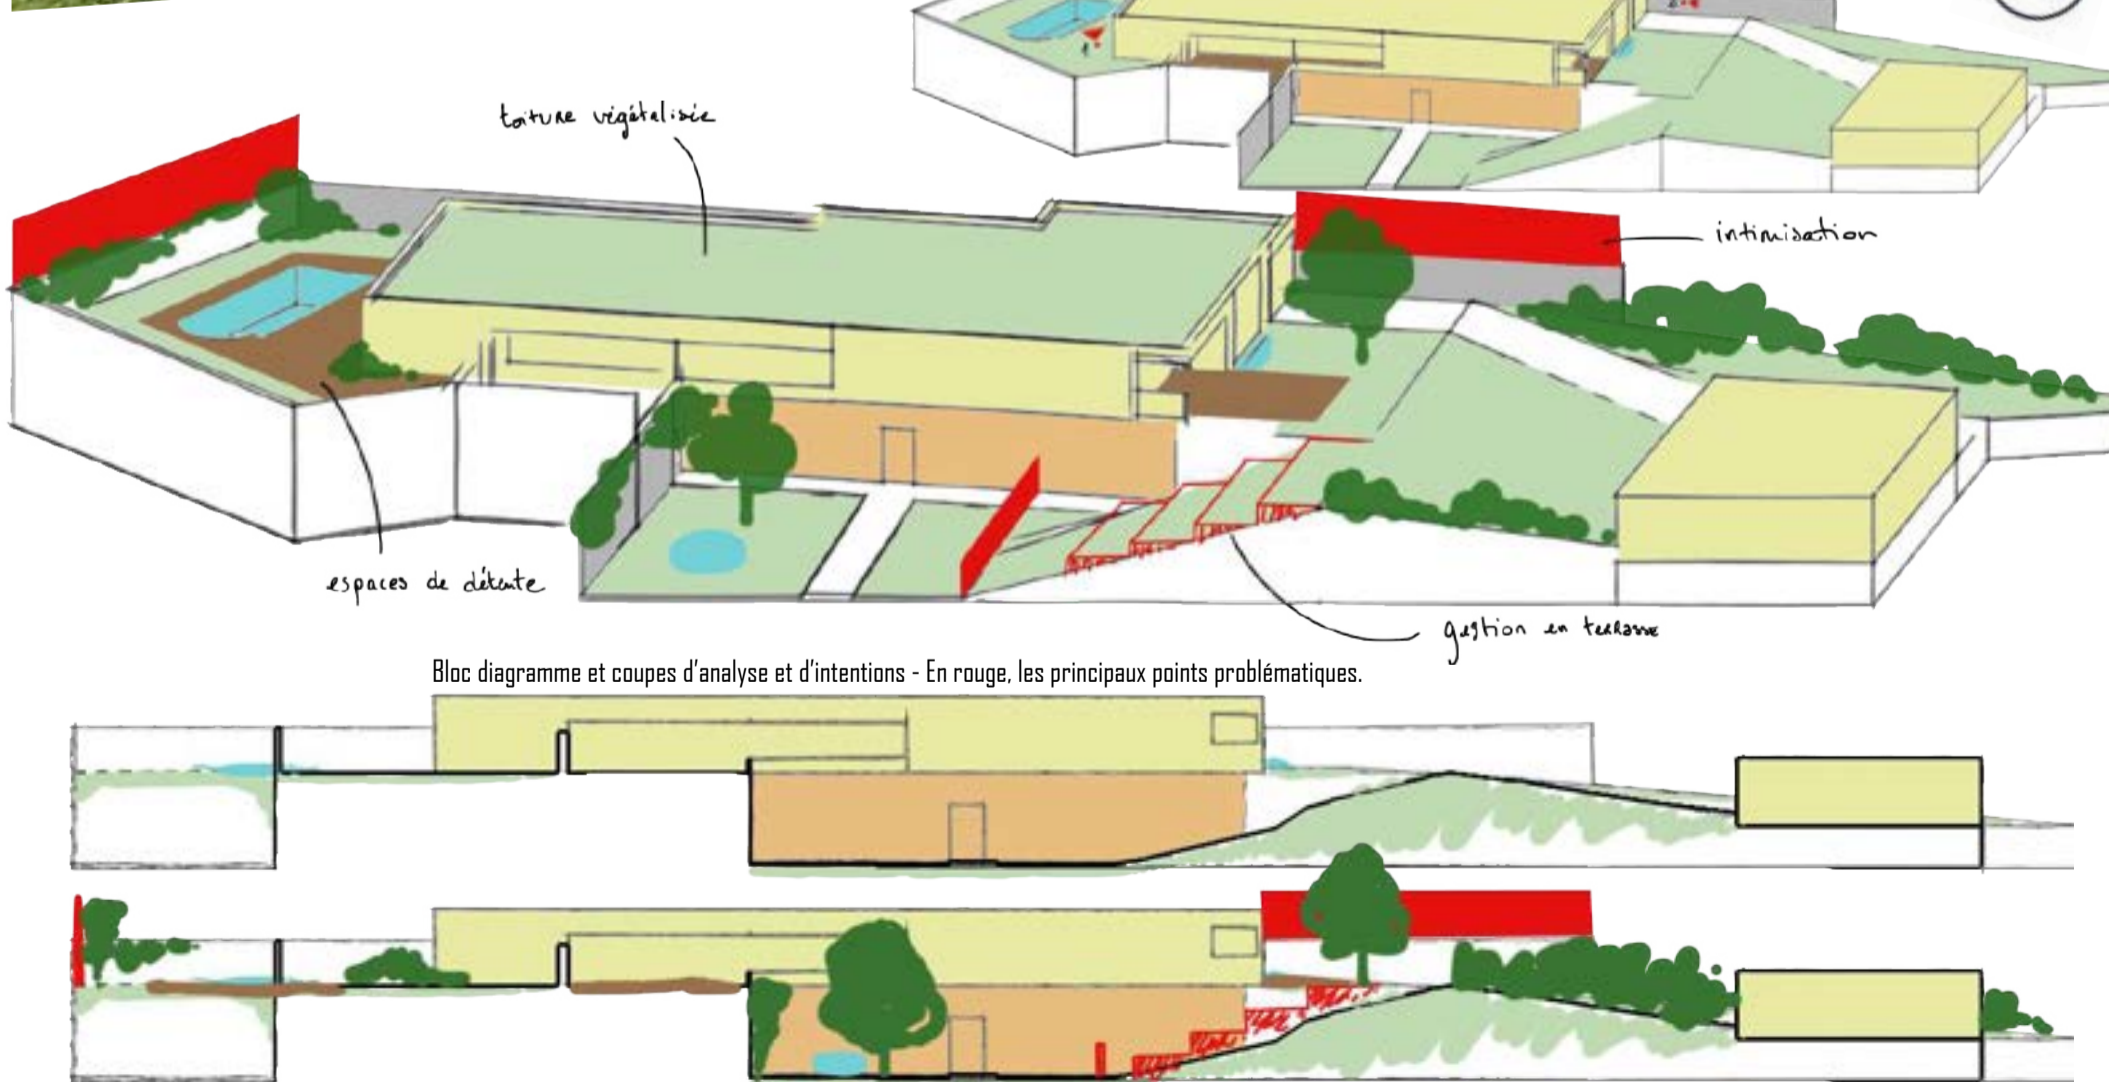 toiture végétalisée
intimisation
espaces de détente
gestion en terrasse
Bloc diagramme et coupes d'analyse et d'intentions - En rouge, les principaux points problématiques.